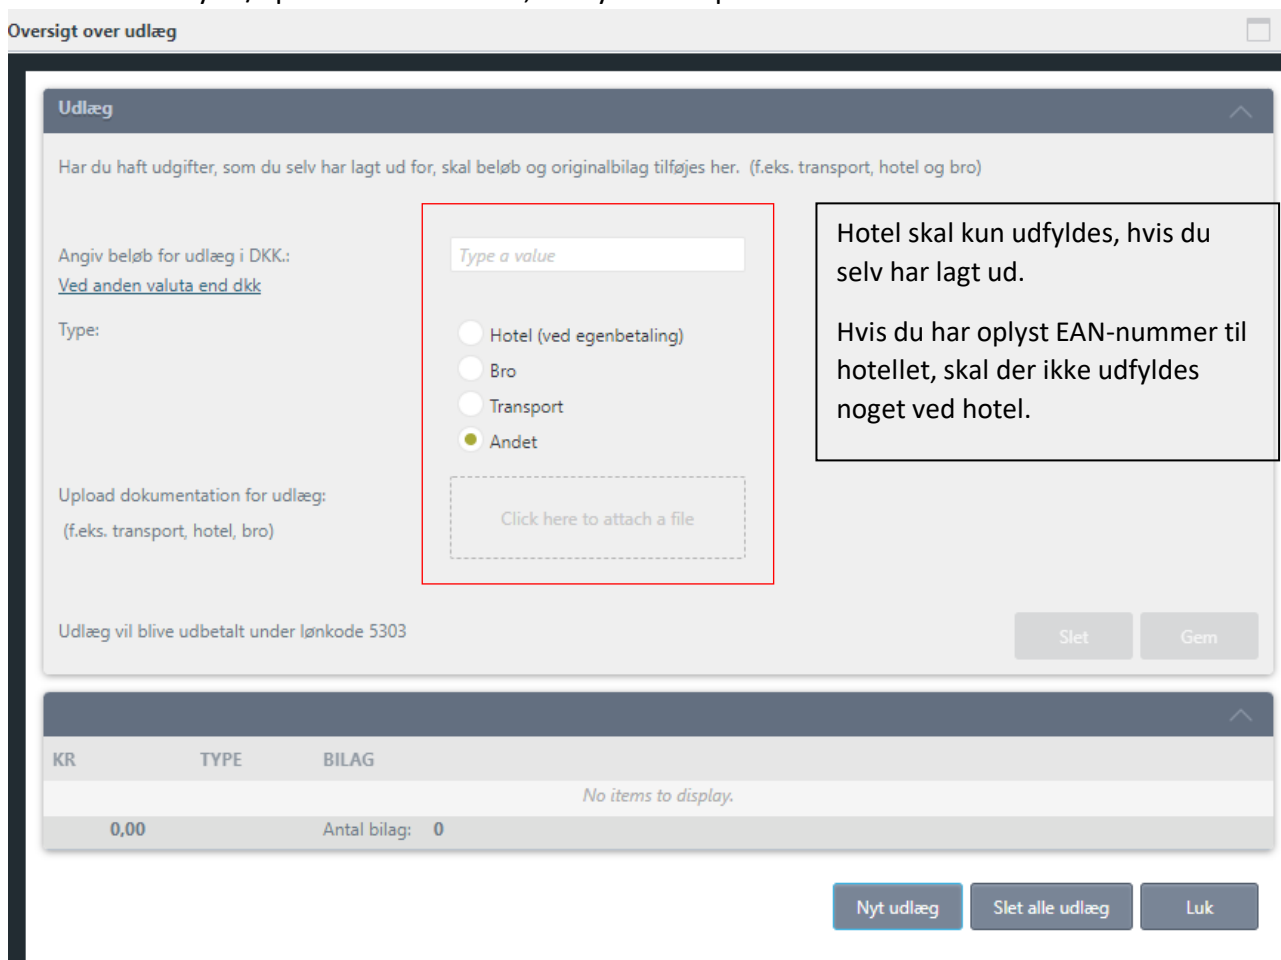 Oversigt over udlæg
Udlæg
Har du haft udgifter, som du selv har lagt ud for, skal beløb og originalbilag tilføjes her. (f.eks. transport, hotel og bro)
Angiv beløb for udlæg i DKK.:
Type a value
Ved anden valuta end dkk
Type:
Hotel (ved egenbetaling)
Bro
Transport
Andet
Hotel skal kun udfyldes, hvis du
selv har lagt ud.
Hvis du har oplyst EAN-nummer til
hotellet, skal der ikke udfyldes
noget ved hotel.
Upload dokumentation for udlæg:
(f.eks. transport, hotel, bro)
Click here to attach a file
Udlæg vil blive udbetalt under lønkode 5303
Slet Gem
KR TYPE BILAG
No items to display.
0,00 Antal bilag: 0
Nyt udlæg Slet alle udlæg Luk